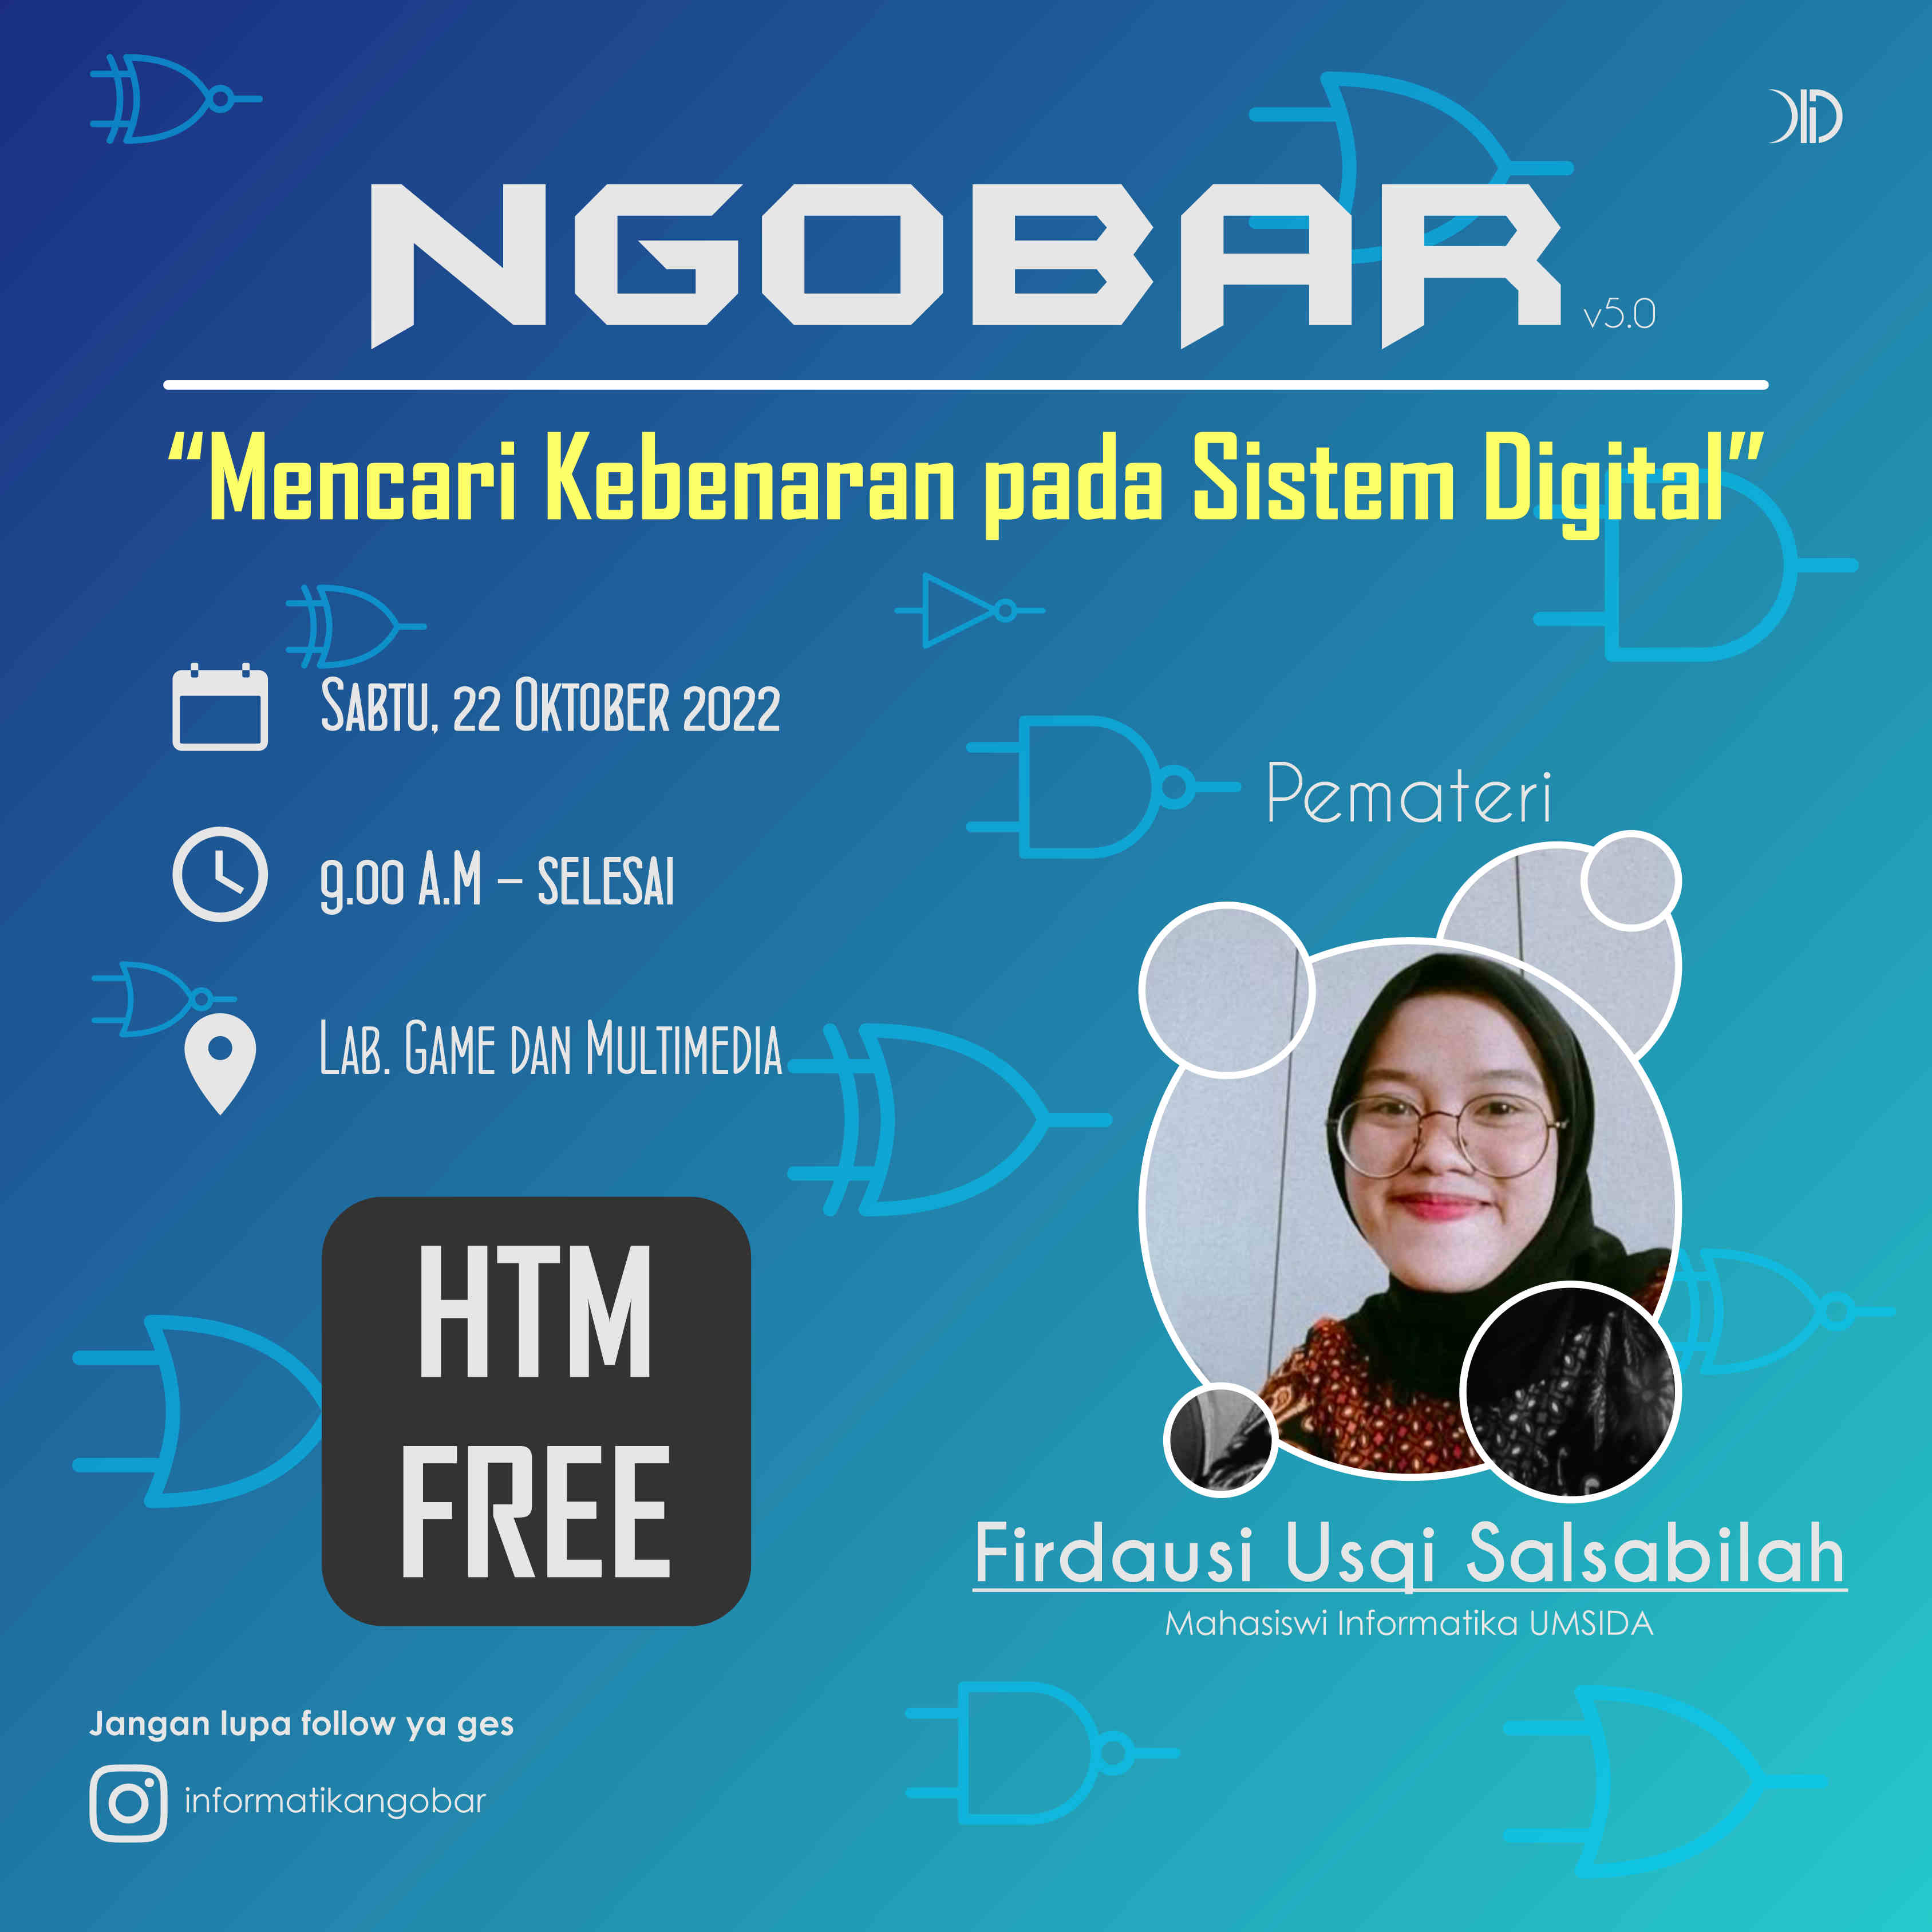 NGOBAR
v5.0
“Mencari Kebenaran pada Sistem Digital”
Sabtu, 22 Oktober 2022
9.00 A.M – selesai
Lab. Game dan Multimedia
HTM
FREE
Pemateri
Firdausi Usqi Salsabilah
Mahasiswi Informatika UMSIDA
Jangan lupa follow ya ges
informatikangobar